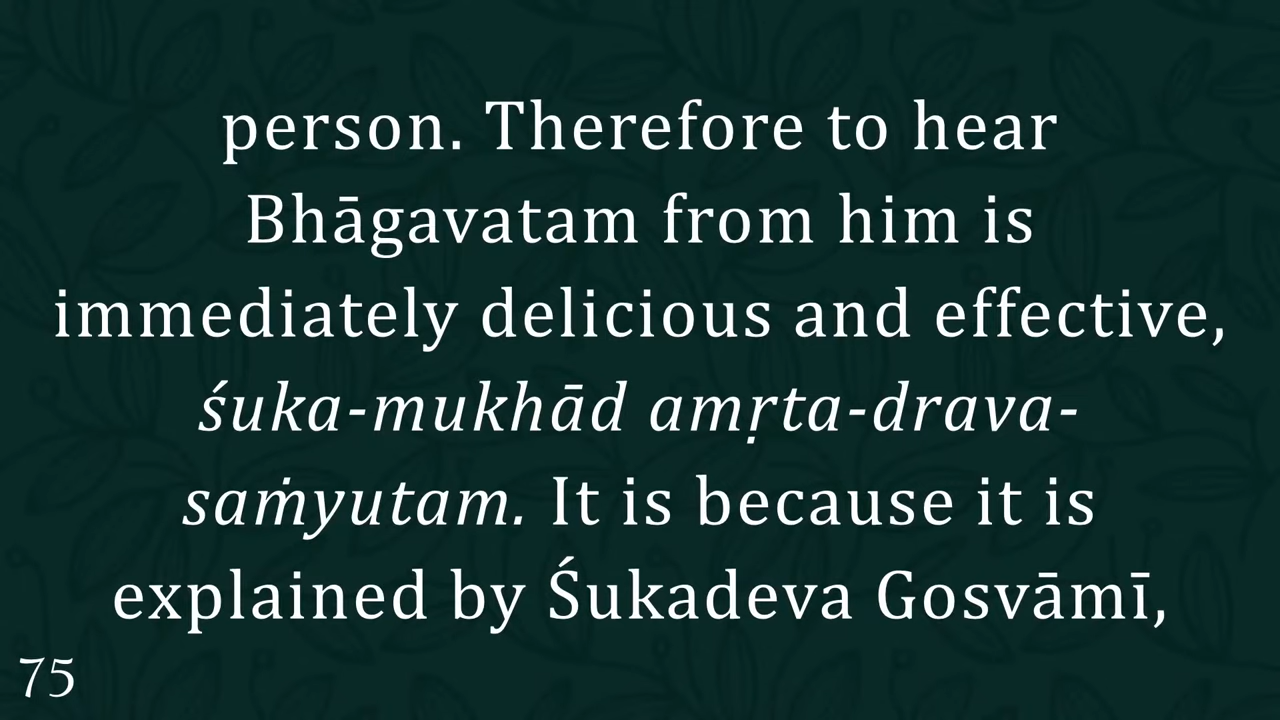 person. Therefore to hear
Bhāgavatam from him is
immediately delicious and effective,
śuka-mukhād amṛta-drava-
saṁyutam. It is because it is
explained by Śukadeva Gosvāmī,
75